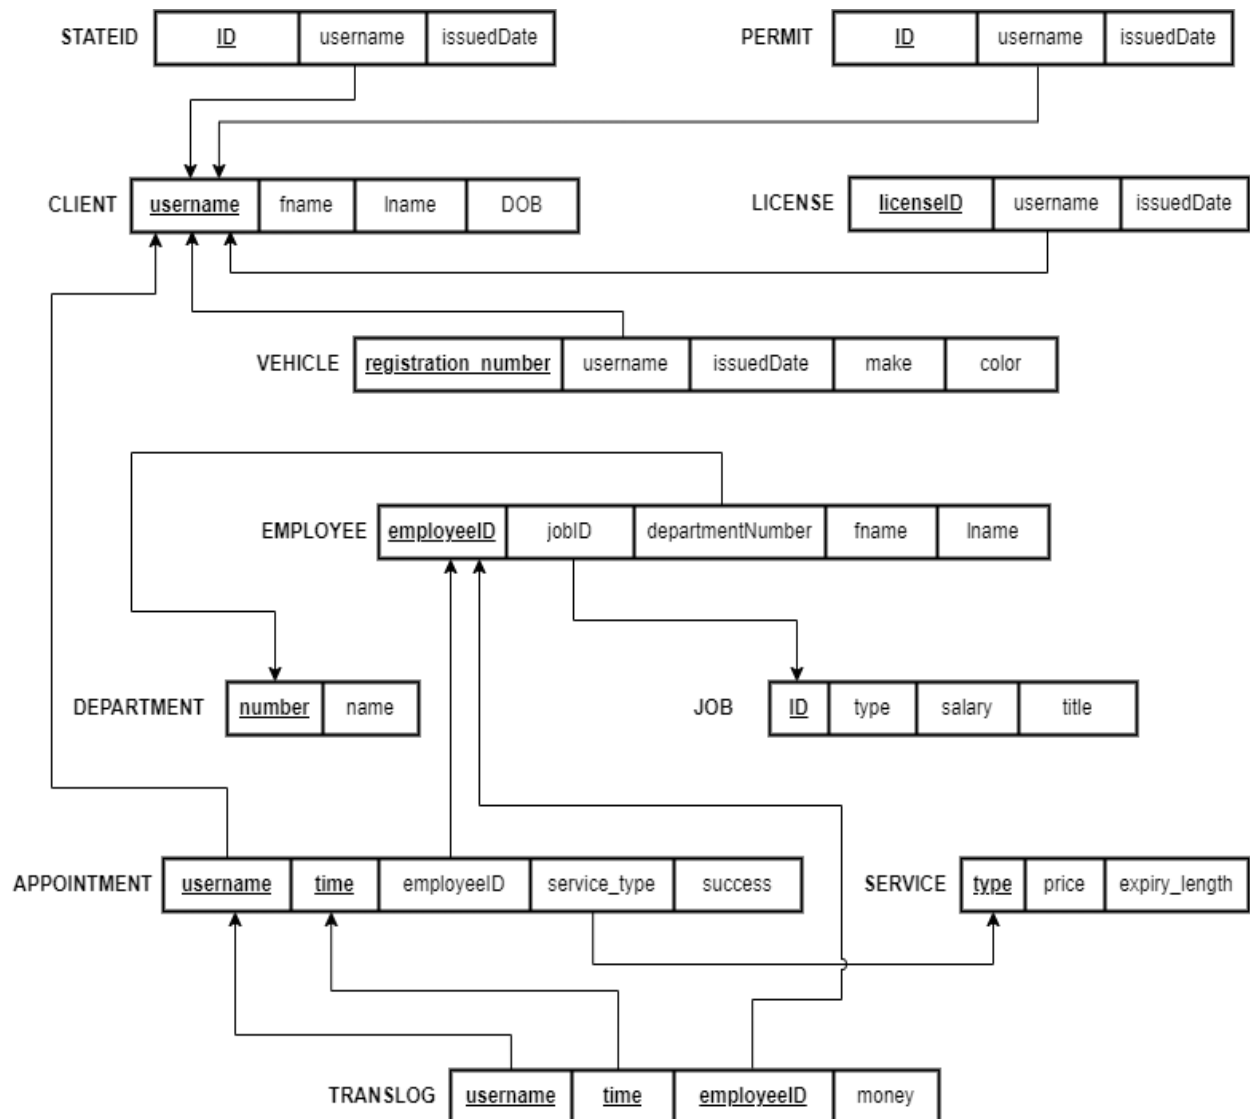 STATEID ID username issuedDate PERMIT ID username issuedDate
CLIENT username fname lname DOB LICENSE licenseID username issuedDate
VEHICLE registration_number username issuedDate make color
EMPLOYEE employeeID jobID departmentNumber fname lname
DEPARTMENT number name JOB ID type salary title
APPOINTMENT username time employeeID service_type success SERVICE type price expiry_length
TRANSLOG username time employeeID money